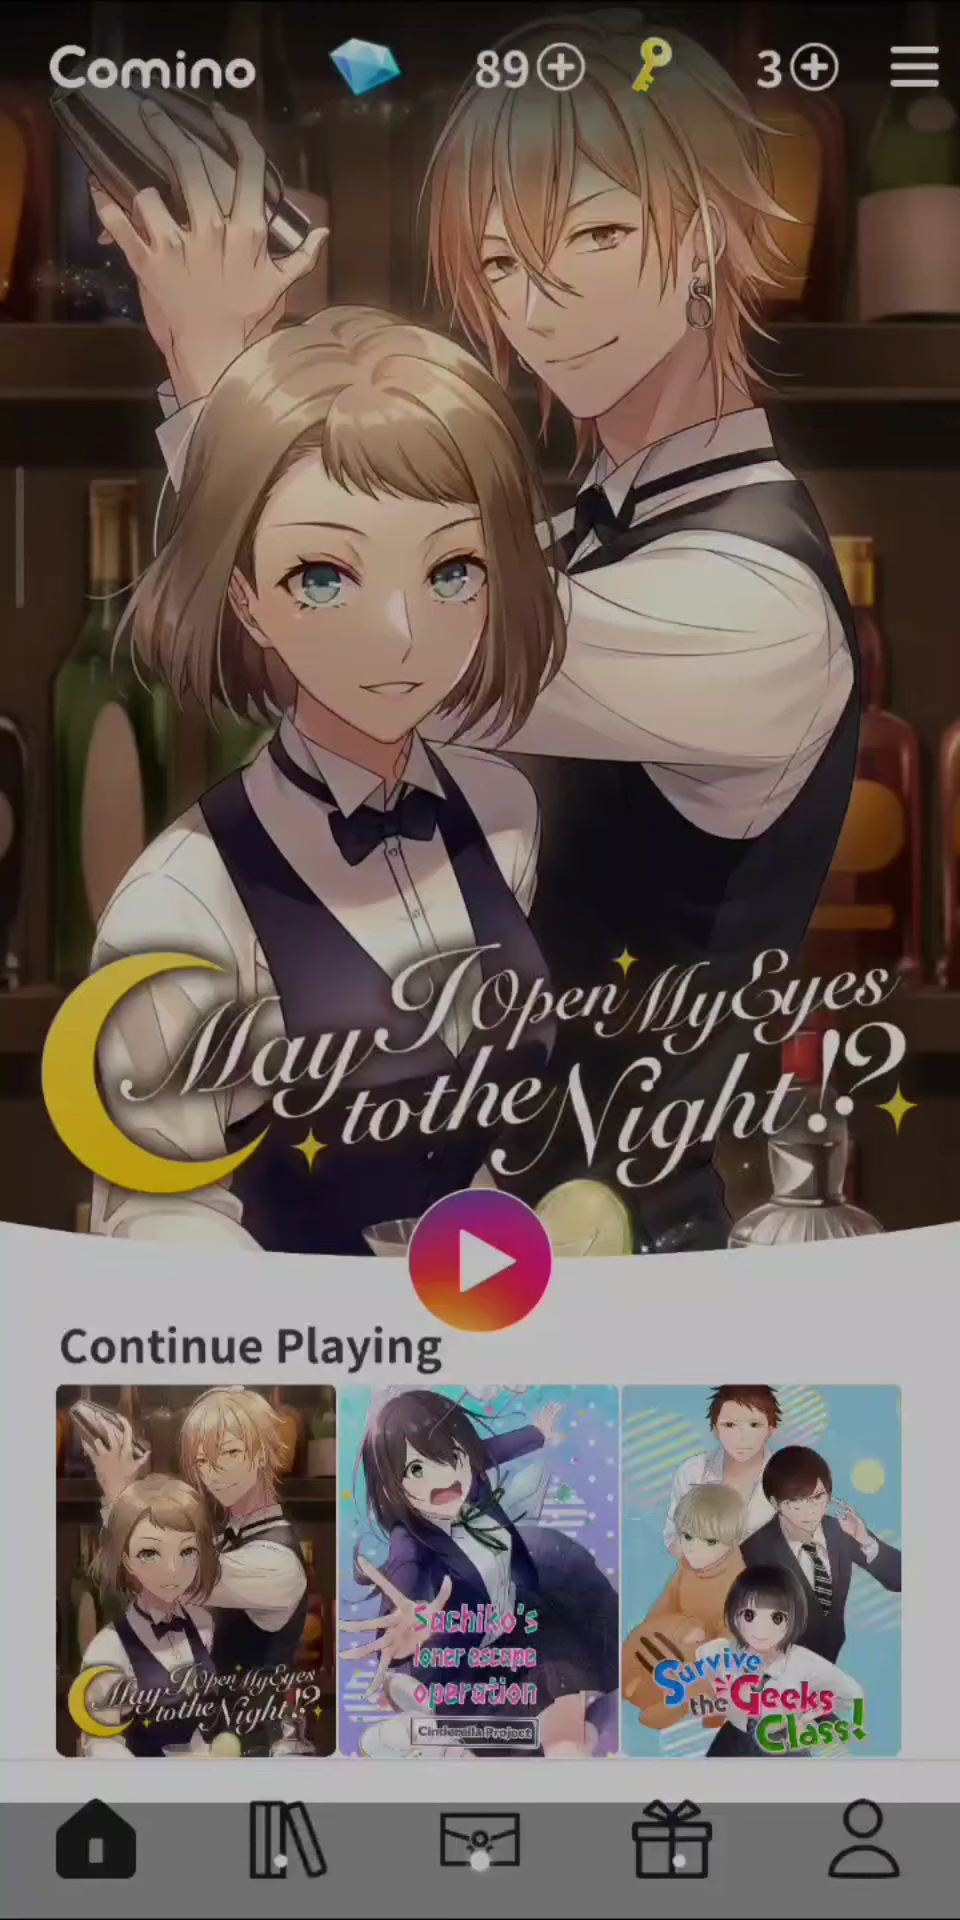 Comino 89 3
May I Open My Eyes
to the Night!?
Continue Playing
May I Open My Eyes
to the Night!?
Sachiko's
loner escape
operation
Cinderella Project
Survive
the Geeks
Class!